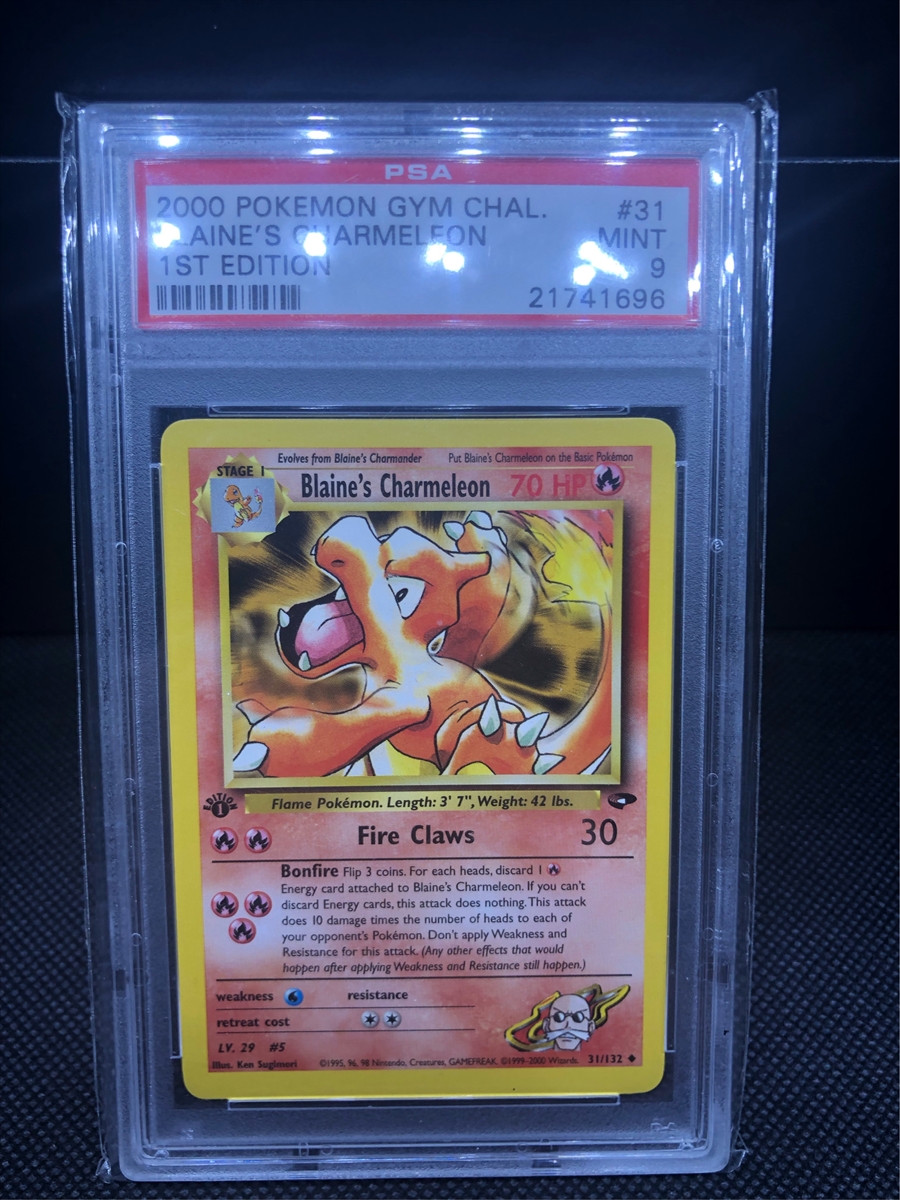 PSA
2000 POKEMON GYM CHAL. #31
BLAINE'S CHARMELEON MINT
1ST EDITION 9
21741696
Evolves from Blaine's Charmander Put Blaine's Charmeleon on the Basic Pokémon
STAGE 1
Blaine's Charmeleon 70 HP
EDITION
1
Flame Pokémon. Length: 3' 7", Weight: 42 lbs.
Fire Claws 30
Bonfire Flip 3 coins. For each heads, discard 1
Energy card attached to Blaine's Charmeleon. If you can't
discard Energy cards, this attack does nothing. This attack
does 10 damage times the number of heads to each of
your opponent's Pokémon. Don't apply Weakness and
Resistance for this attack. (Any other effects that would
happen after applying Weakness and Resistance still happen.)
weakness resistance
retreat cost
LV. 29 #5
Illus. Ken Sugimori ©1995, 96, 98 Nintendo, Creatures, GAMEFREAK. ©1999-2000 Wizards. 31/132